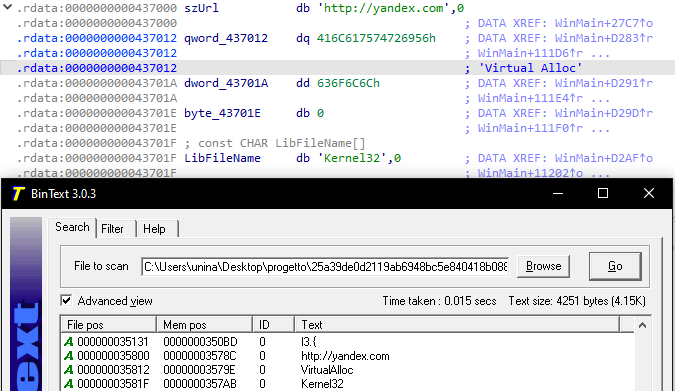 .rdata:0000000000437000 szUrl db 'http://yandex.com',0
.rdata:0000000000437000 ; DATA XREF: WinMain+27C7↑o
.rdata:0000000000437012 qword_437012 dq 416C617574726956h ; DATA XREF: WinMain+D283↑r
.rdata:0000000000437012 ; WinMain+111D6↑r ...
.rdata:0000000000437012 ; 'Virtual Alloc'
.rdata:000000000043701A dword_43701A dd 636F6C6Ch ; DATA XREF: WinMain+D291↑r
.rdata:000000000043701A ; WinMain+111E4↑r ...
.rdata:000000000043701E byte_43701E db 0 ; DATA XREF: WinMain+D29D↑r
.rdata:000000000043701E ; WinMain+111F0↑r ...
.rdata:000000000043701F ; const CHAR LibFileName[]
.rdata:000000000043701F LibFileName db 'Kernel32',0 ; DATA XREF: WinMain+D2AF↑o
.rdata:000000000043701F ; WinMain+11202↑o ...
BinText 3.0.3
Search Filter Help
File to scan C:\Users\unina\Desktop\progetto\25a39de0d2119ab6948bc5e840418b088 Browse Go
Advanced view Time taken : 0.015 secs Text size: 4251 bytes (4.15K)
File pos Mem pos ID Text
A 000000035131 0000000350BD 0 I3.{
A 000000035800 00000003578C 0 http://yandex.com
A 000000035812 00000003579E 0 VirtualAlloc
A 00000003581F 0000000357AB 0 Kernel32